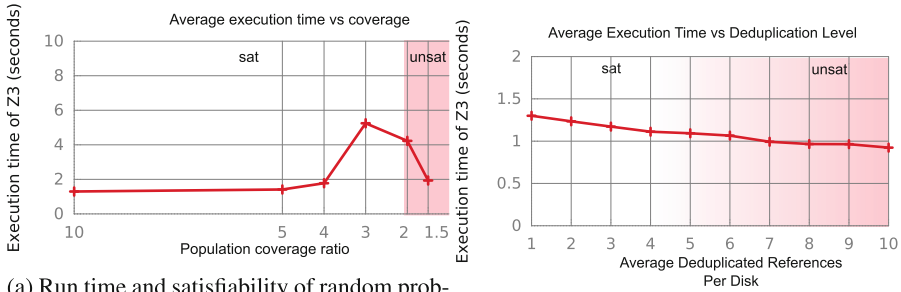 Average execution time vs coverage
Execution time of Z3 (seconds)
10
8
6
4
2
0
sat
unsat
10 5 4 3 2 1.5
Population coverage ratio
(a) Run time and satisfiability of random prob-
Average Execution Time vs Deduplication Level
Execution time of Z3 (seconds)
2
1.5
1
0.5
0
sat
unsat
1 2 3 4 5 6 7 8 9 10
Average Deduplicated References
Per Disk